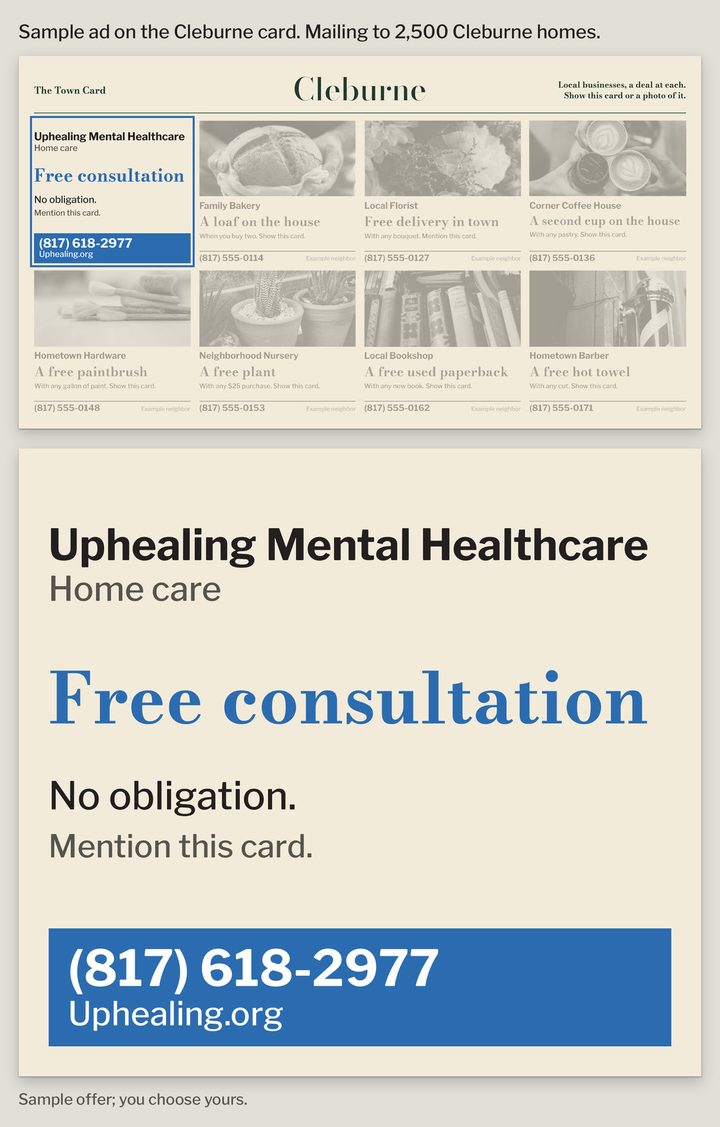 Sample ad on the Cleburne card. Mailing to 2,500 Cleburne homes.
The Town Card
Cleburne
Local businesses, a deal at each.
Show this card or a photo of it.
Uphealing Mental Healthcare
Home care
Free consultation
No obligation.
Mention this card.
(817) 618-2977
Uphealing.org
Family Bakery
A loaf on the house
When you buy two. Show this card.
(817) 555-0114 Example neighbor
Local Florist
Free delivery in town
With any bouquet. Mention this card.
(817) 555-0127 Example neighbor
Corner Coffee House
A second cup on the house
With any pastry. Show this card.
(817) 555-0136 Example neighbor
Hometown Hardware
A free paintbrush
With any gallon of paint. Show this card.
(817) 555-0148 Example neighbor
Neighborhood Nursery
A free plant
With any $25 purchase. Show this card.
(817) 555-0153 Example neighbor
Local Bookshop
A free used paperback
With any new book. Show this card.
(817) 555-0162 Example neighbor
Hometown Barber
A free hot towel
With any cut. Show this card.
(817) 555-0171 Example neighbor
Uphealing Mental Healthcare
Home care
Free consultation
No obligation.
Mention this card.
(817) 618-2977
Uphealing.org
Sample offer; you choose yours.